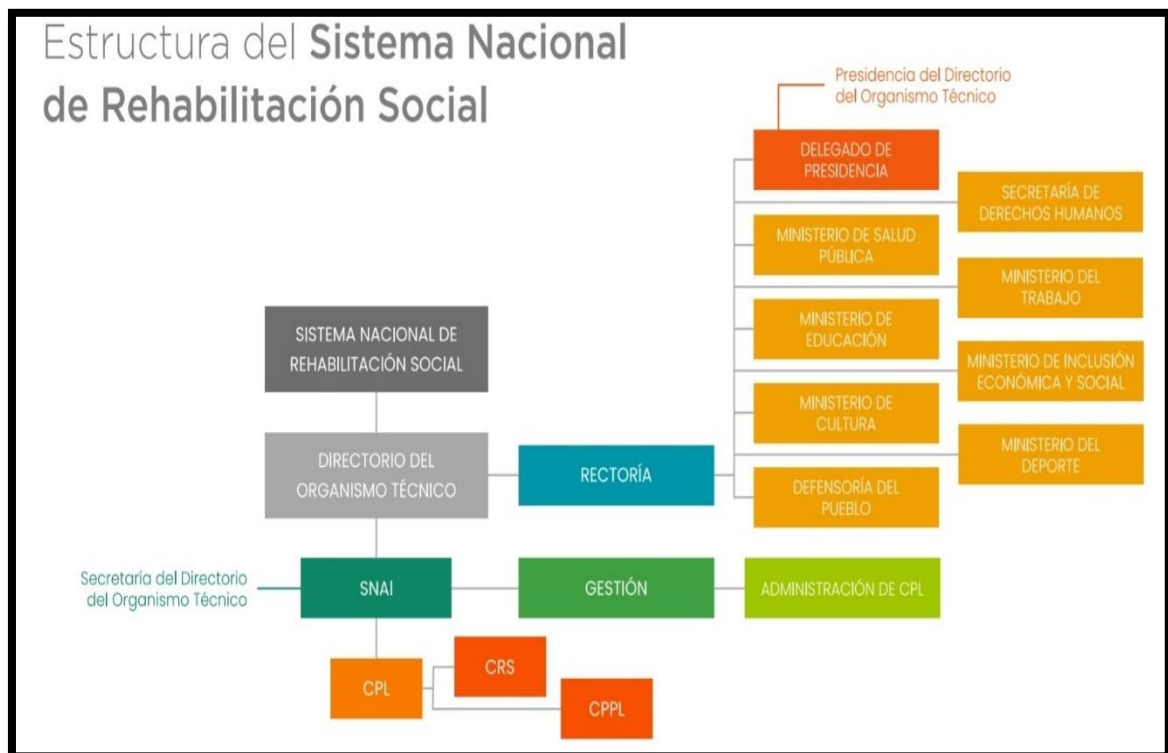 Estructura del Sistema Nacional
de Rehabilitación Social
Presidencia del Directorio
del Organismo Técnico
DELEGADO DE
PRESIDENCIA
SECRETARÍA DE
DERECHOS HUMANOS
MINISTERIO DE SALUD
PÚBLICA
MINISTERIO DEL
TRABAJO
MINISTERIO DE
EDUCACIÓN
MINISTERIO DE INCLUSIÓN
ECONÓMICA Y SOCIAL
MINISTERIO DE
CULTURA
MINISTERIO DEL
DEPORTE
DEFENSORÍA DEL
PUEBLO
SISTEMA NACIONAL DE
REHABILITACIÓN SOCIAL
DIRECTORIO DEL
ORGANISMO TÉCNICO
RECTORÍA
Secretaría del Directorio
del Organismo Técnico
SNAI
GESTIÓN
ADMINISTRACIÓN DE CPL
CPL
CRS
CPPL